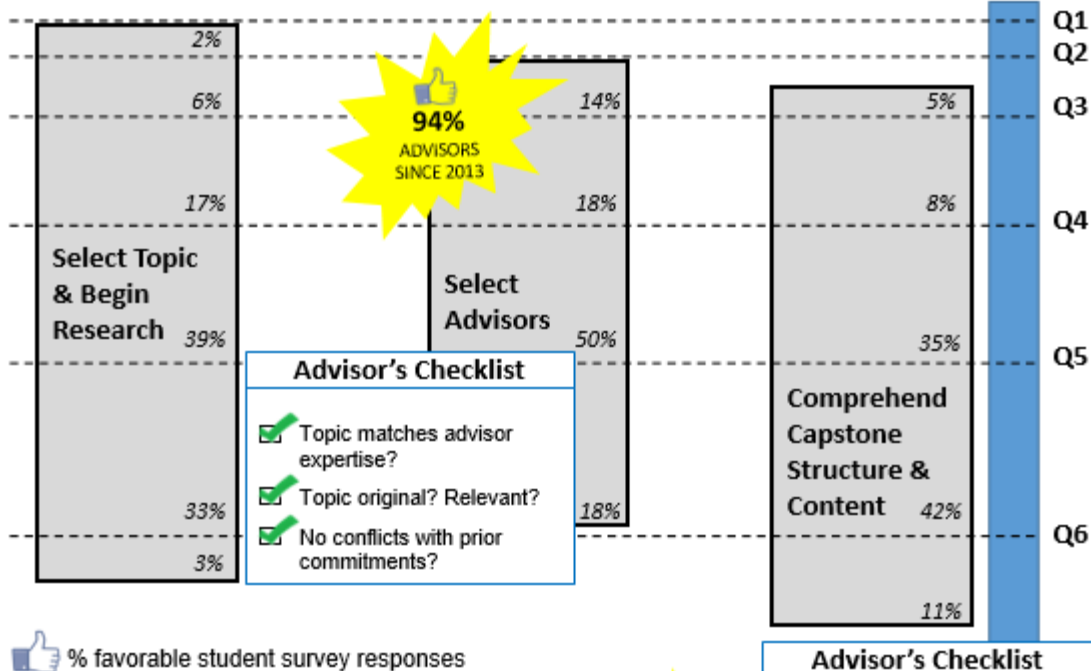 Q1
2%
Q2
6%
94%
ADVISORS
SINCE 2013
14%
5%
Q3
17%
18%
8%
Q4
Select Topic
& Begin
Research
39%
Select
Advisors
50%
35%
Q5
Advisor's Checklist
Topic matches advisor
expertise?
Topic original? Relevant?
No conflicts with prior
commitments?
Comprehend
Capstone
Structure &
Content
33%
18%
42%
Q6
3%
11%
% favorable student survey responses
Advisor's Checklist